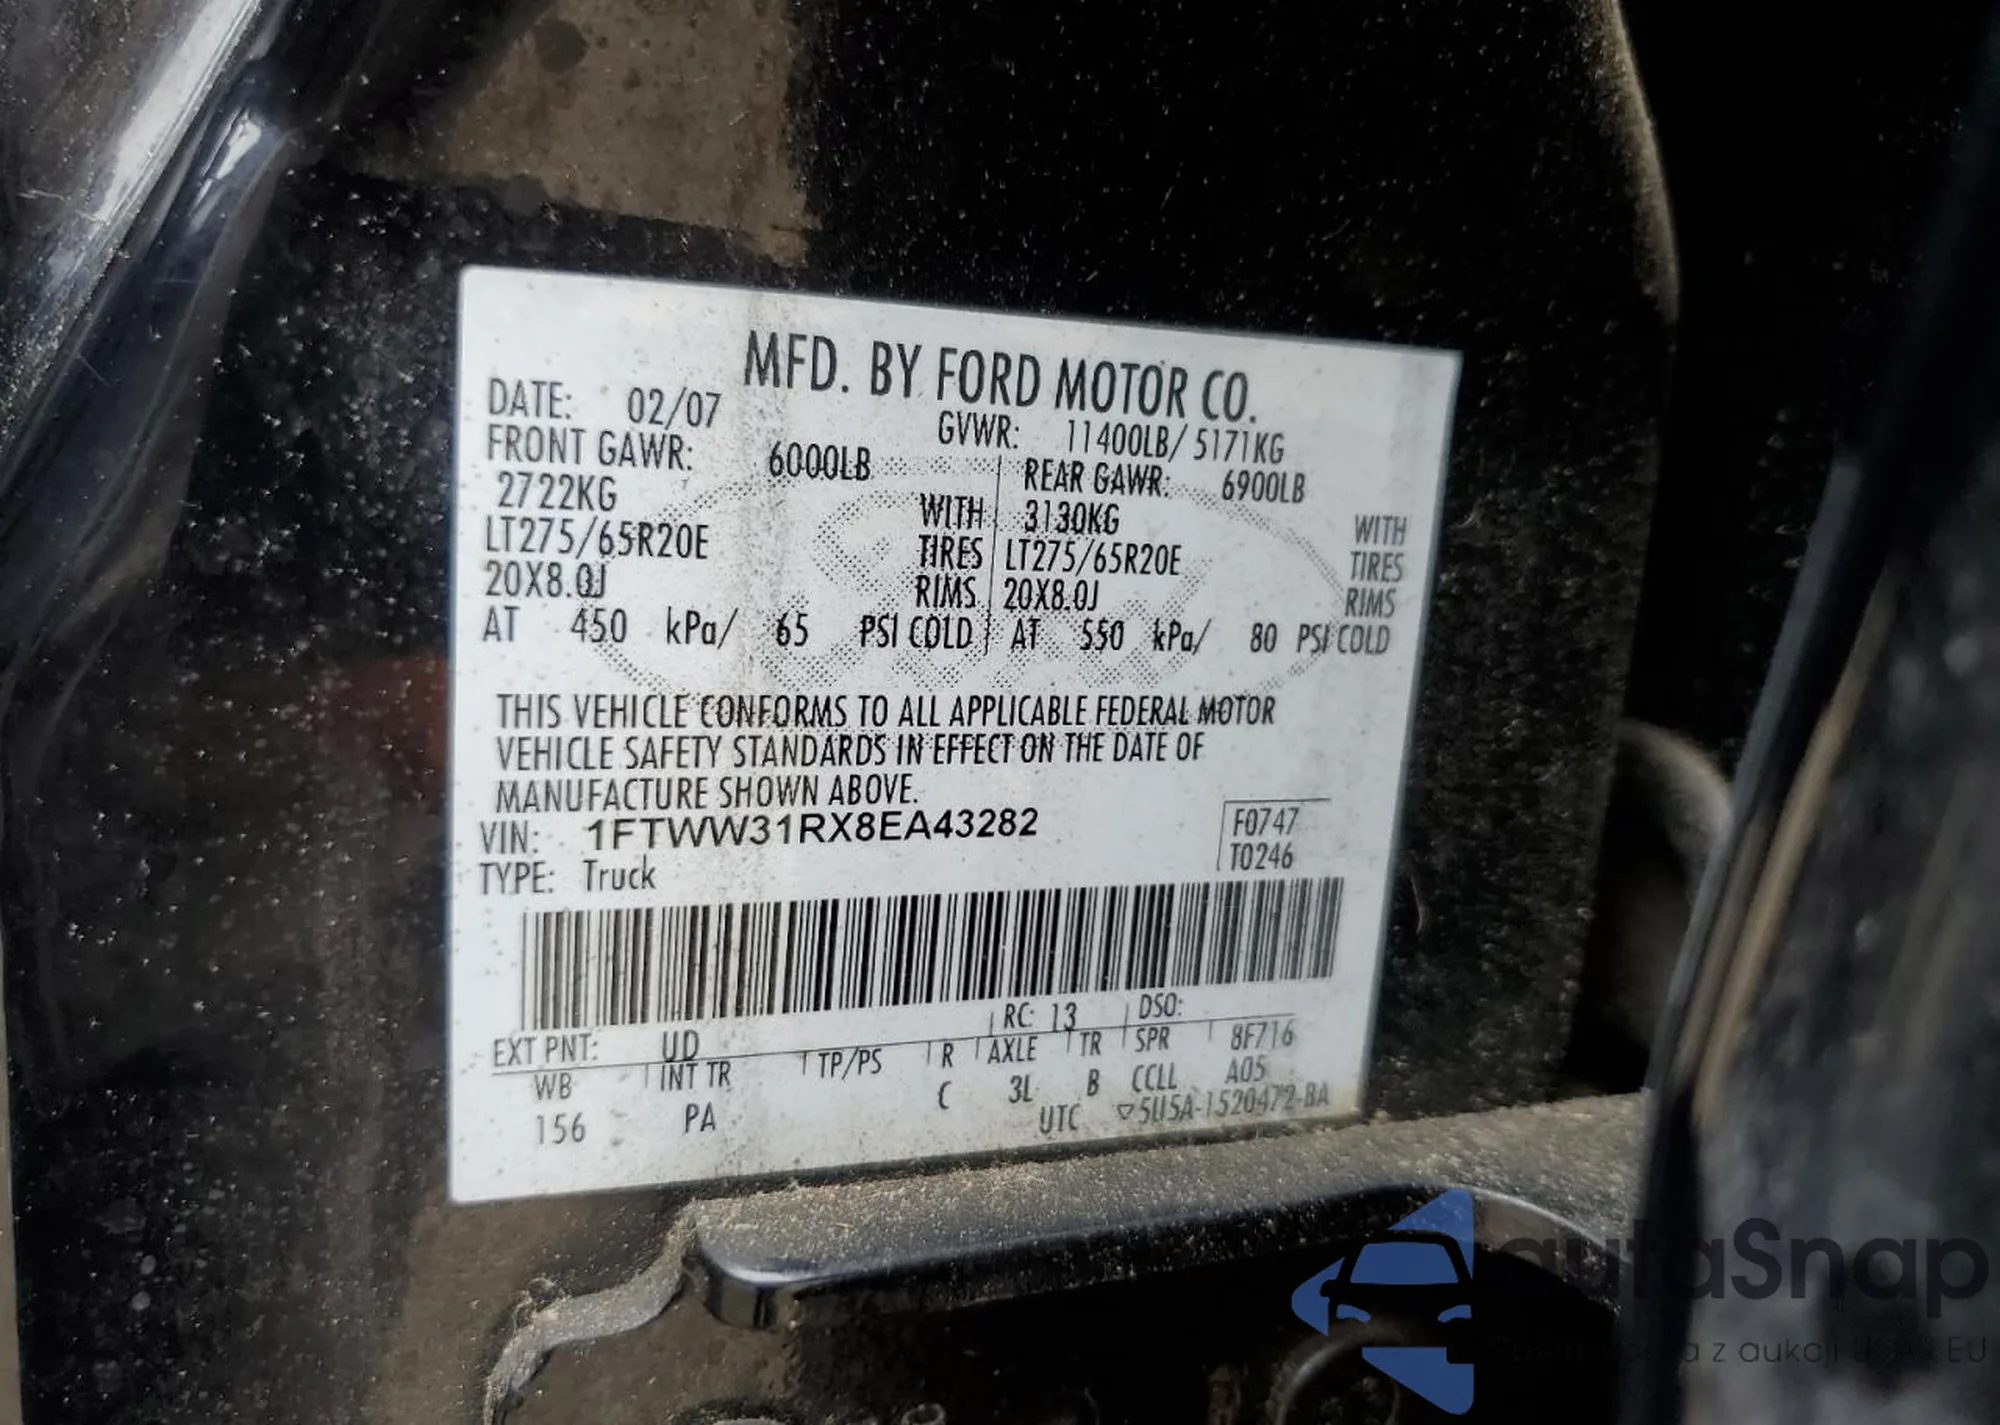 MFD. BY FORD MOTOR CO.
DATE: 02/07 GVWR: 11400LB/ 5171KG
FRONT GAWR: 6000LB REAR GAWR: 6900LB
2722KG WITH 3130KG WITH
LT275/65R20E TIRES LT275/65R20E TIRES
20X8.0J RIMS 20X8.0J RIMS
AT 450 kPa/ 65 PSI COLD AT 550 kPa/ 80 PSI COLD
THIS VEHICLE CONFORMS TO ALL APPLICABLE FEDERAL MOTOR
VEHICLE SAFETY STANDARDS IN EFFECT ON THE DATE OF
MANUFACTURE SHOWN ABOVE.
VIN: 1FTWW31RX8EA43282 F0747
TYPE: Truck T0246
EXT PNT: UD RC: 13 DSO:
WB INT TR TP/PS R AXLE TR SPR 8F716
156 PA C 3L B CCLL A05
UTC ▽5U5A-1520472-BA
autaSnap
z aukcji USA i EU